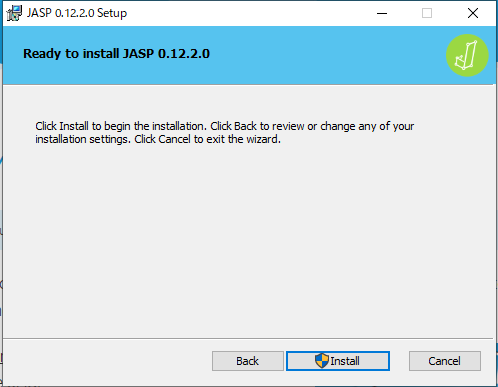 JASP 0.12.2.0 Setup
Ready to install JASP 0.12.2.0
Click Install to begin the installation. Click Back to review or change any of your
installation settings. Click Cancel to exit the wizard.
Back
Install
Cancel